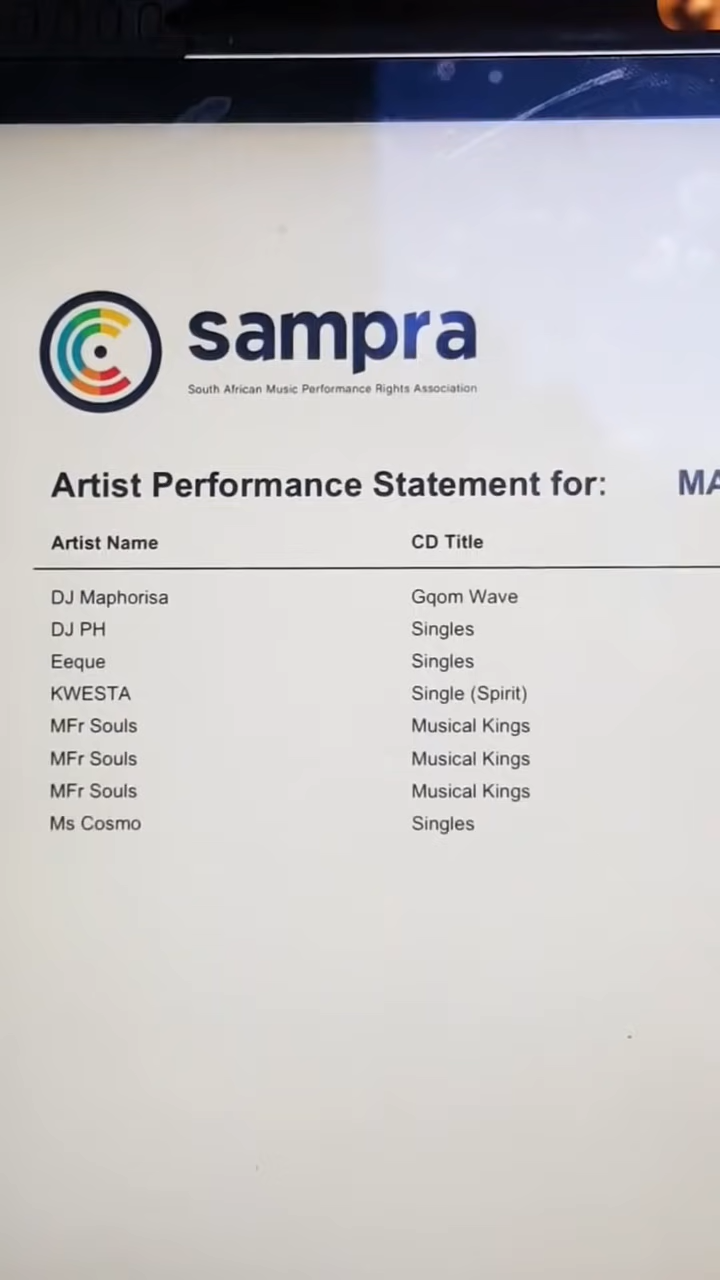 sampra
South African Music Performance Rights Association
Artist Performance Statement for: MA
Artist Name CD Title
DJ Maphorisa Gqom Wave
DJ PH Singles
Eeque Singles
KWESTA Single (Spirit)
MFr Souls Musical Kings
MFr Souls Musical Kings
MFr Souls Musical Kings
Ms Cosmo Singles